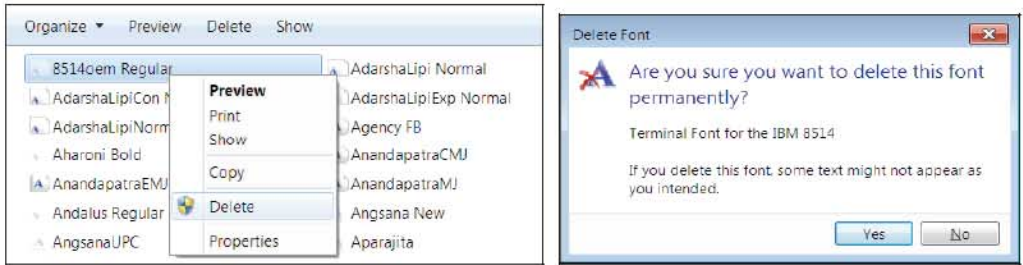 Organize Preview Delete Show
8514oem Regular AdarshaLipi Normal
AdarshaLipiCon AdarshaLipiExp Normal
AdarshaLipiNorm Agency FB
Aharoni Bold AnandapatraCMJ
AnandapatraEMJ AnandapatraMJ
Andalus Regular Angsana New
AngsanaUPC Aparajita
Preview
Print
Show
Copy
Delete
Properties
Delete Font
Are you sure you want to delete this font
permanently?
Terminal Font for the IBM 8514
If you delete this font, some text might not appear as
you intended.
Yes No